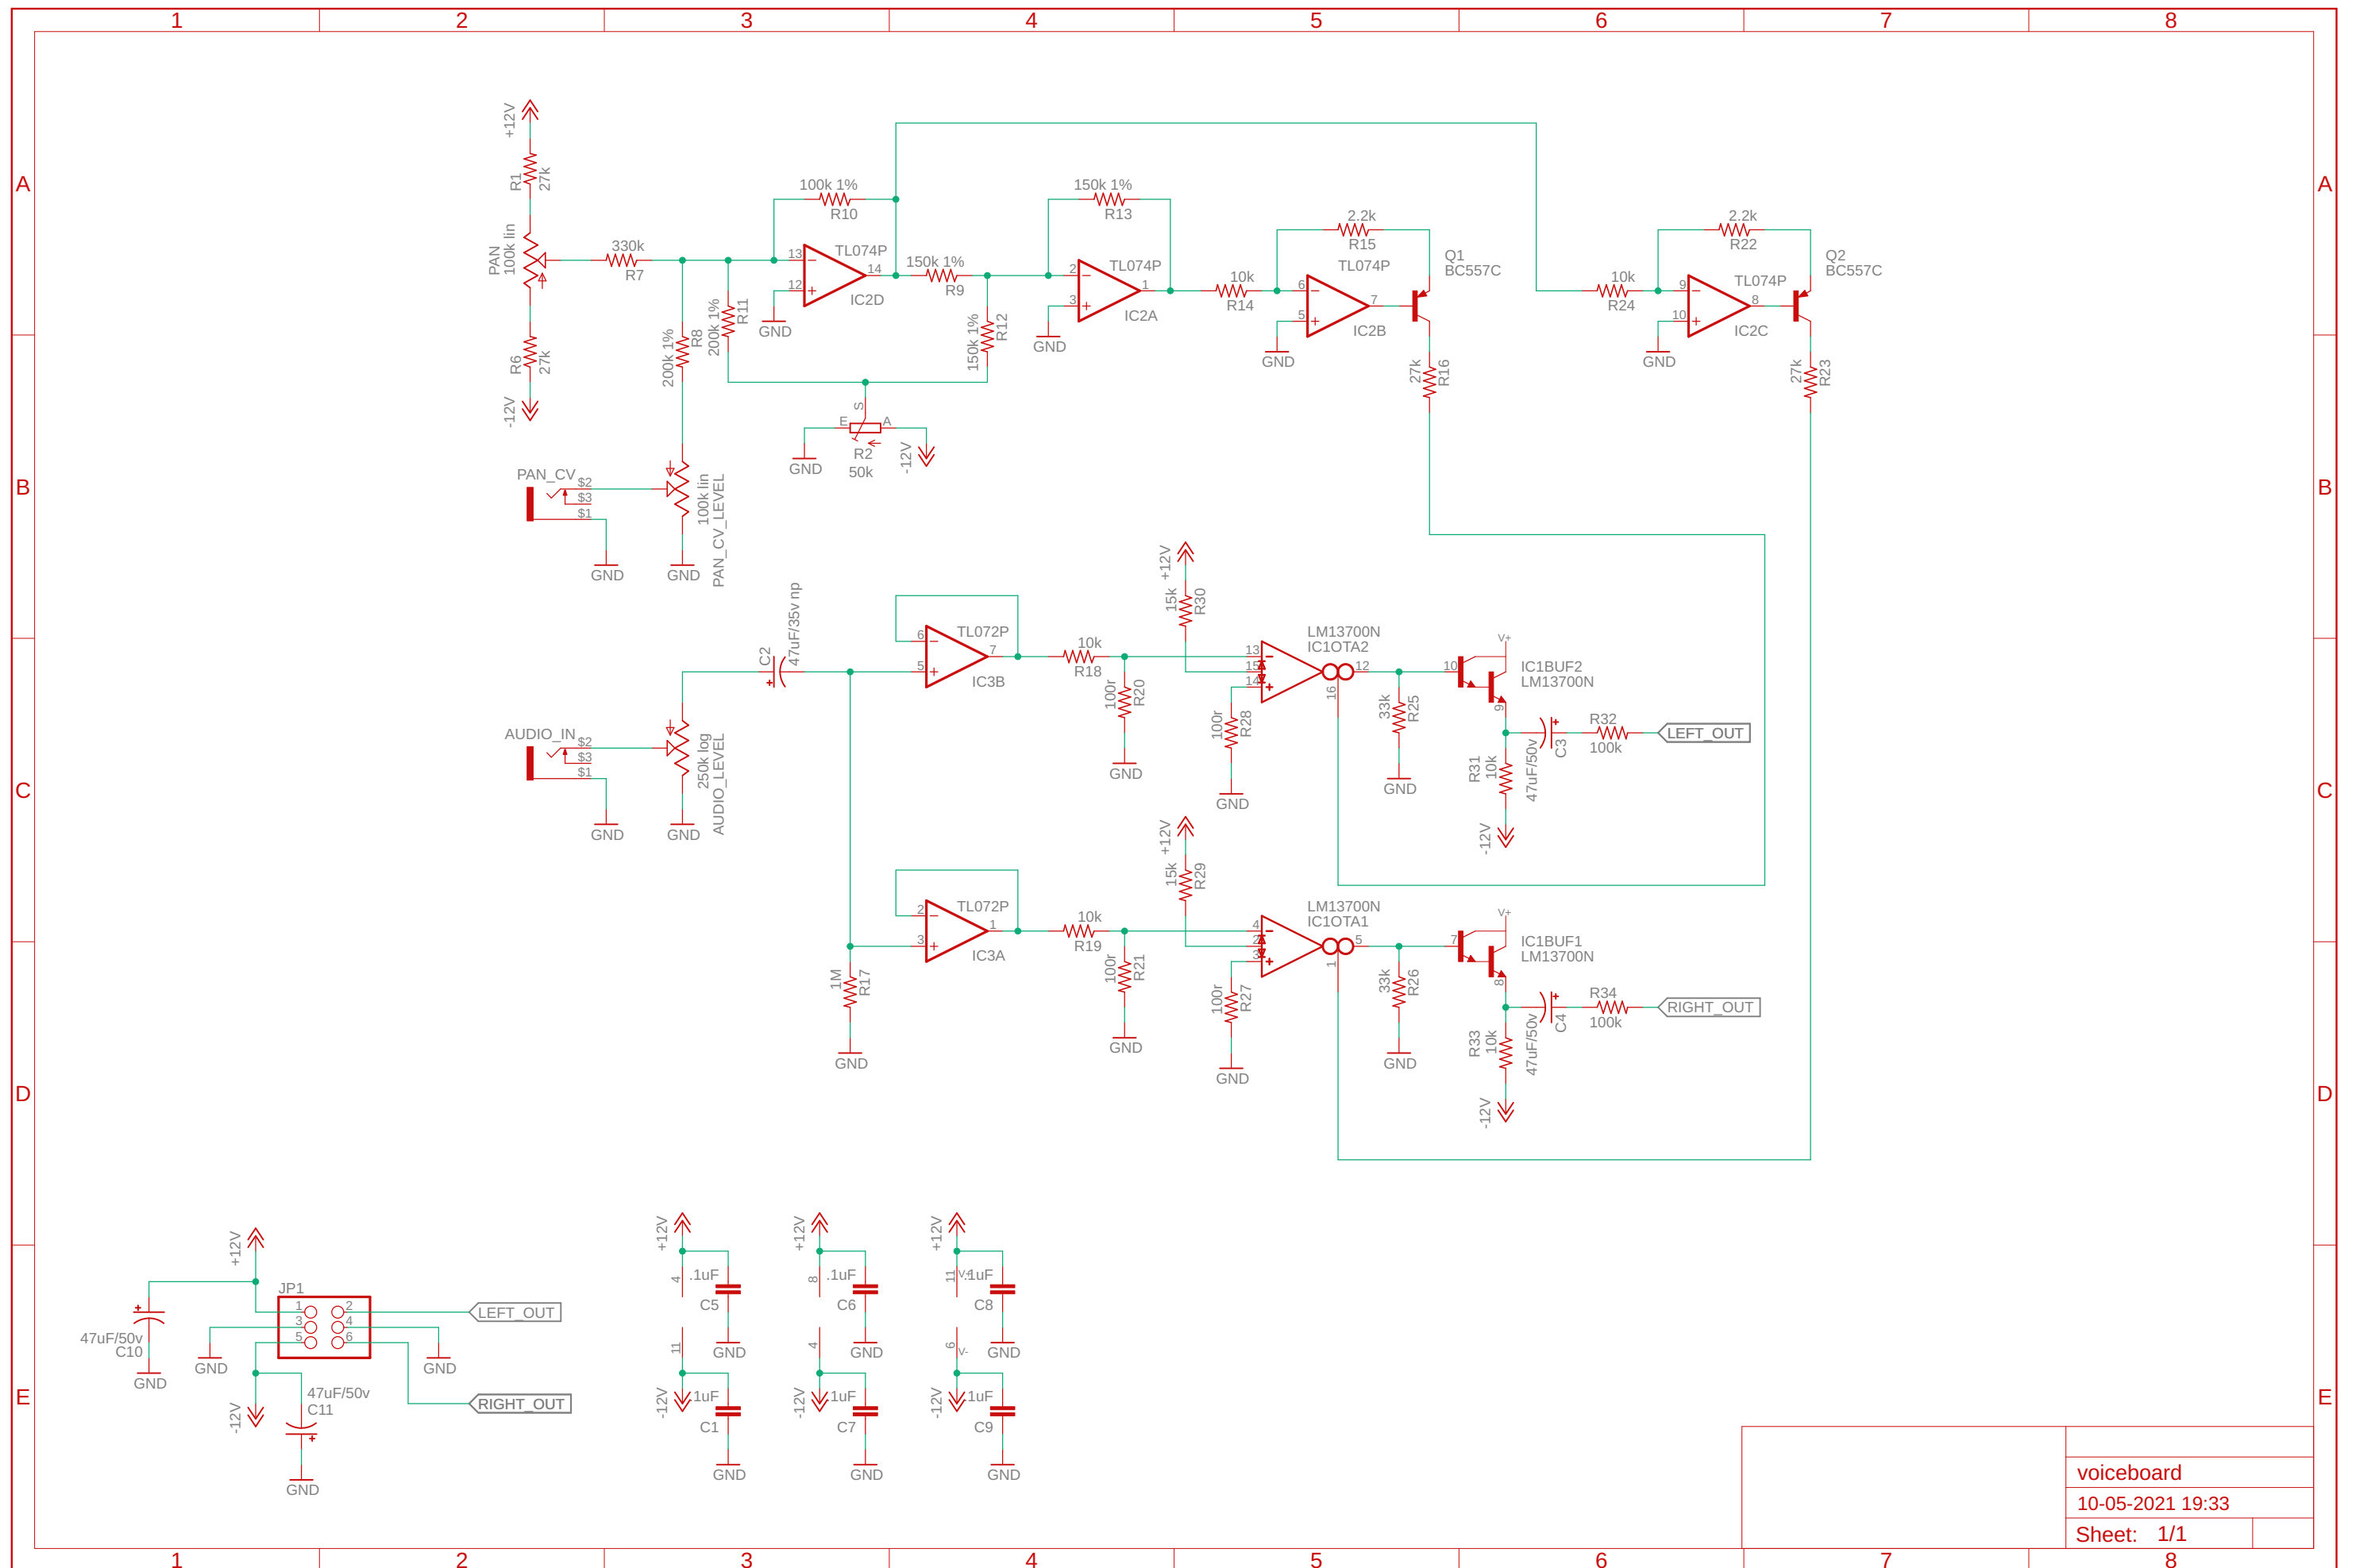 1 2 3 4 5 6 7 8
A A
B B
C C
D D
E E
+12V
R1
27k
PAN
100k lin
R6
27k
-12V
330k
R7
100k 1%
R10
TL074P
13
12
14
IC2D
GND
200k 1%
R8
200k 1%
R11
150k 1%
R9
150k 1%
R12
150k 1%
R13
TL074P
2
3
1
IC2A
GND
10k
R14
2.2k
R15
TL074P
6
5
7
IC2B
GND
Q1
BC557C
27k
R16
10k
R24
2.2k
R22
TL074P
9
10
8
IC2C
GND
Q2
BC557C
27k
R23
S
E
A
R2
50k
GND
-12V
PAN_CV
$2
$3
$1
GND
GND
100k lin
PAN_CV_LEVEL
AUDIO_IN
$2
$3
$1
GND
GND
250k log
AUDIO_LEVEL
C2
47uF/35v np
TL072P
6
5
7
IC3B
10k
R18
100r
R20
GND
+12V
15k
R30
LM13700N
IC1OTA2
13
15
14
12
16
100r
R28
GND
33k
R25
GND
10
V+
9
IC1BUF2
LM13700N
R31
10k
-12V
47uF/50v
C3
R32
100k
LEFT_OUT
TL072P
2
3
1
IC3A
1M
R17
GND
10k
R19
100r
R21
GND
+12V
15k
R29
LM13700N
IC1OTA1
4
2
3
5
1
100r
R27
GND
33k
R26
GND
7
V+
8
IC1BUF1
LM13700N
R33
10k
-12V
47uF/50v
C4
R34
100k
RIGHT_OUT
+12V
47uF/50v
C10
GND
JP1
1 2
3 4
5 6
GND
GND
LEFT_OUT
RIGHT_OUT
-12V
47uF/50v
C11
GND
+12V
4
.1uF
C5
GND
11
-12V
.1uF
C1
GND
+12V
8
.1uF
C6
GND
4
-12V
.1uF
C7
GND
+12V
11
V+
.1uF
C8
GND
6
V-
-12V
.1uF
C9
GND
voiceboard
10-05-2021 19:33
Sheet: 1/1
1 2 3 4 5 6 7 8